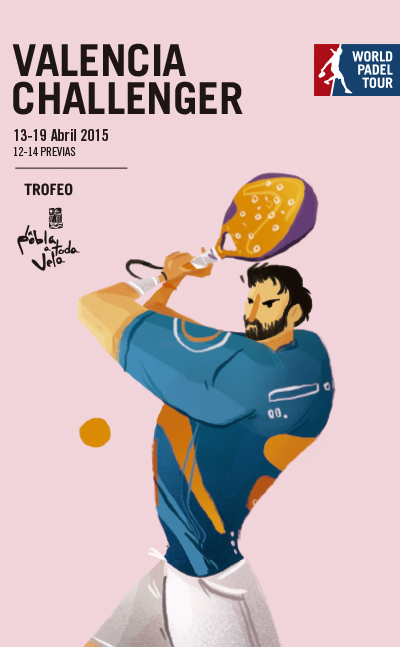 VALENCIA
CHALLENGER
WORLD
PADEL
TOUR
13-19 Abril 2015
12-14 PREVIAS
TROFEO
La
pobla
a Toda
Vela